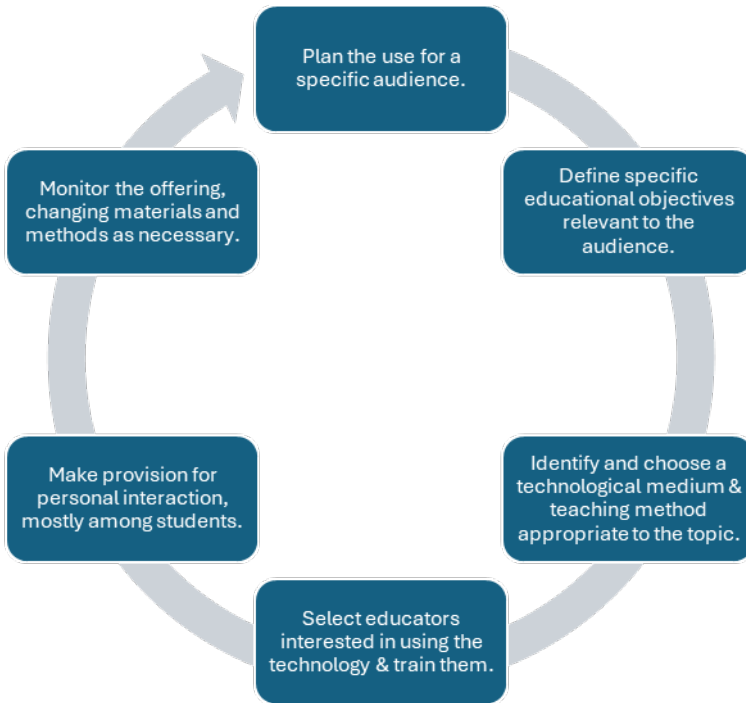 Plan the use for a
specific audience.
Define specific
educational objectives
relevant to the
audience.
Identify and choose a
technological medium &
teaching method
appropriate to the topic.
Select educators
interested in using the
technology & train them.
Make provision for
personal interaction,
mostly among students.
Monitor the offering,
changing materials and
methods as necessary.